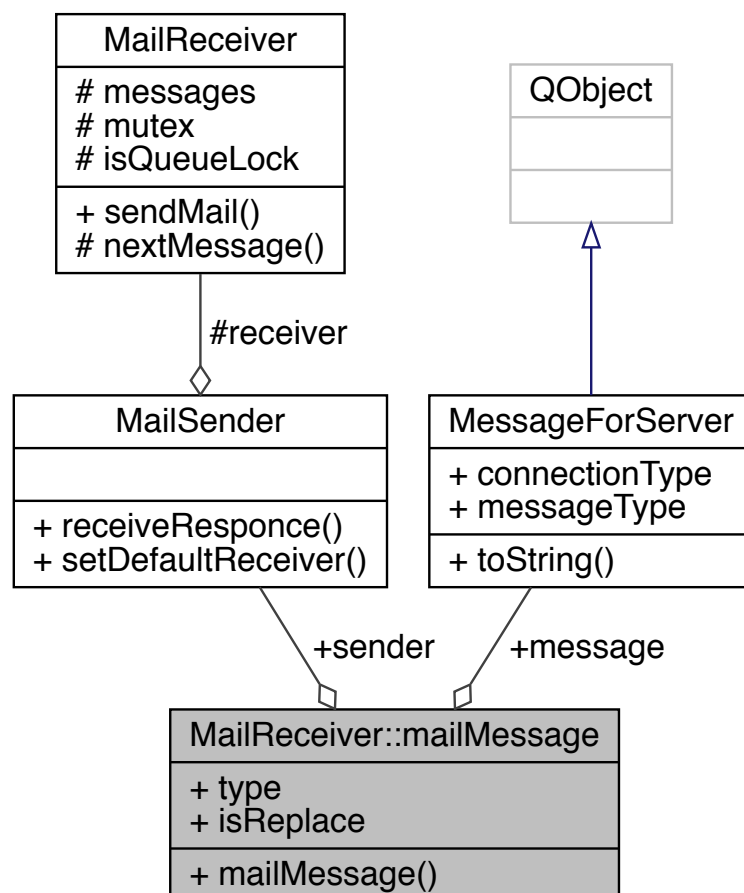 MailReceiver
# messages
# mutex
# isQueueLock
+ sendMail()
# nextMessage()
QObject
#receiver
MailSender
+ receiveResponce()
+ setDefaultReceiver()
MessageForServer
+ connectionType
+ messageType
+ toString()
+sender
+message
MailReceiver::mailMessage
+ type
+ isReplace
+ mailMessage()